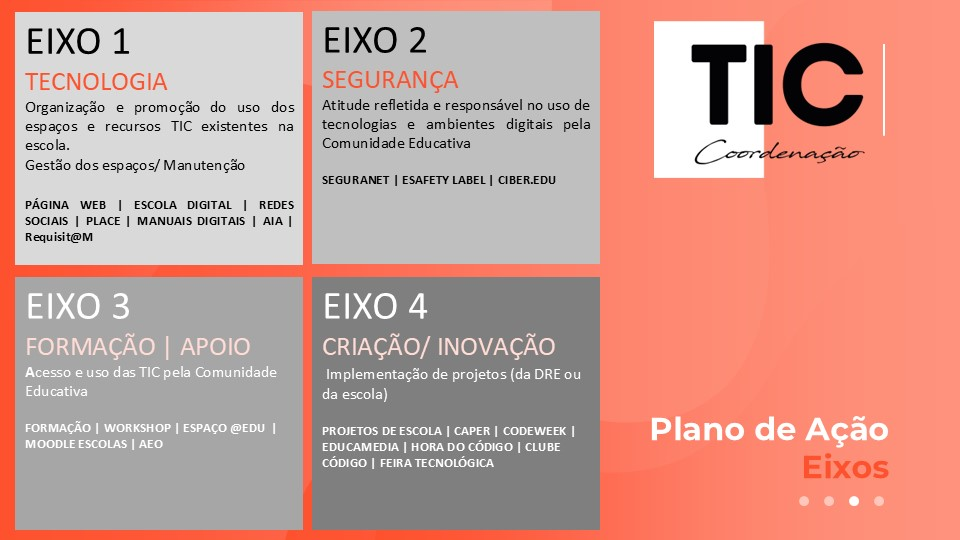 EIXO 1
TECNOLOGIA
Organização e promoção do uso dos
espaços e recursos TIC existentes na
escola.
Gestão dos espaços/ Manutenção
PÁGINA WEB | ESCOLA DIGITAL | REDES
SOCIAIS | PLACE | MANUAIS DIGITAIS | AIA |
Requisit@M
EIXO 2
SEGURANÇA
Atitude refletida e responsável no uso de
tecnologias e ambientes digitais pela
Comunidade Educativa
SEGURANET | ESAFETY LABEL | CIBER.EDU
EIXO 3
FORMAÇÃO | APOIO
Acesso e uso das TIC pela Comunidade
Educativa
FORMAÇÃO | WORKSHOP | ESPAÇO @EDU |
MOODLE ESCOLAS | AEO
EIXO 4
CRIAÇÃO/ INOVAÇÃO
Implementação de projetos (da DRE ou
da escola)
PROJETOS DE ESCOLA | CAPER | CODEWEEK |
EDUCAMEDIA | HORA DO CÓDIGO | CLUBE
CÓDIGO | FEIRA TECNOLÓGICA
TIC
Coordenação
Plano de Ação
Eixos